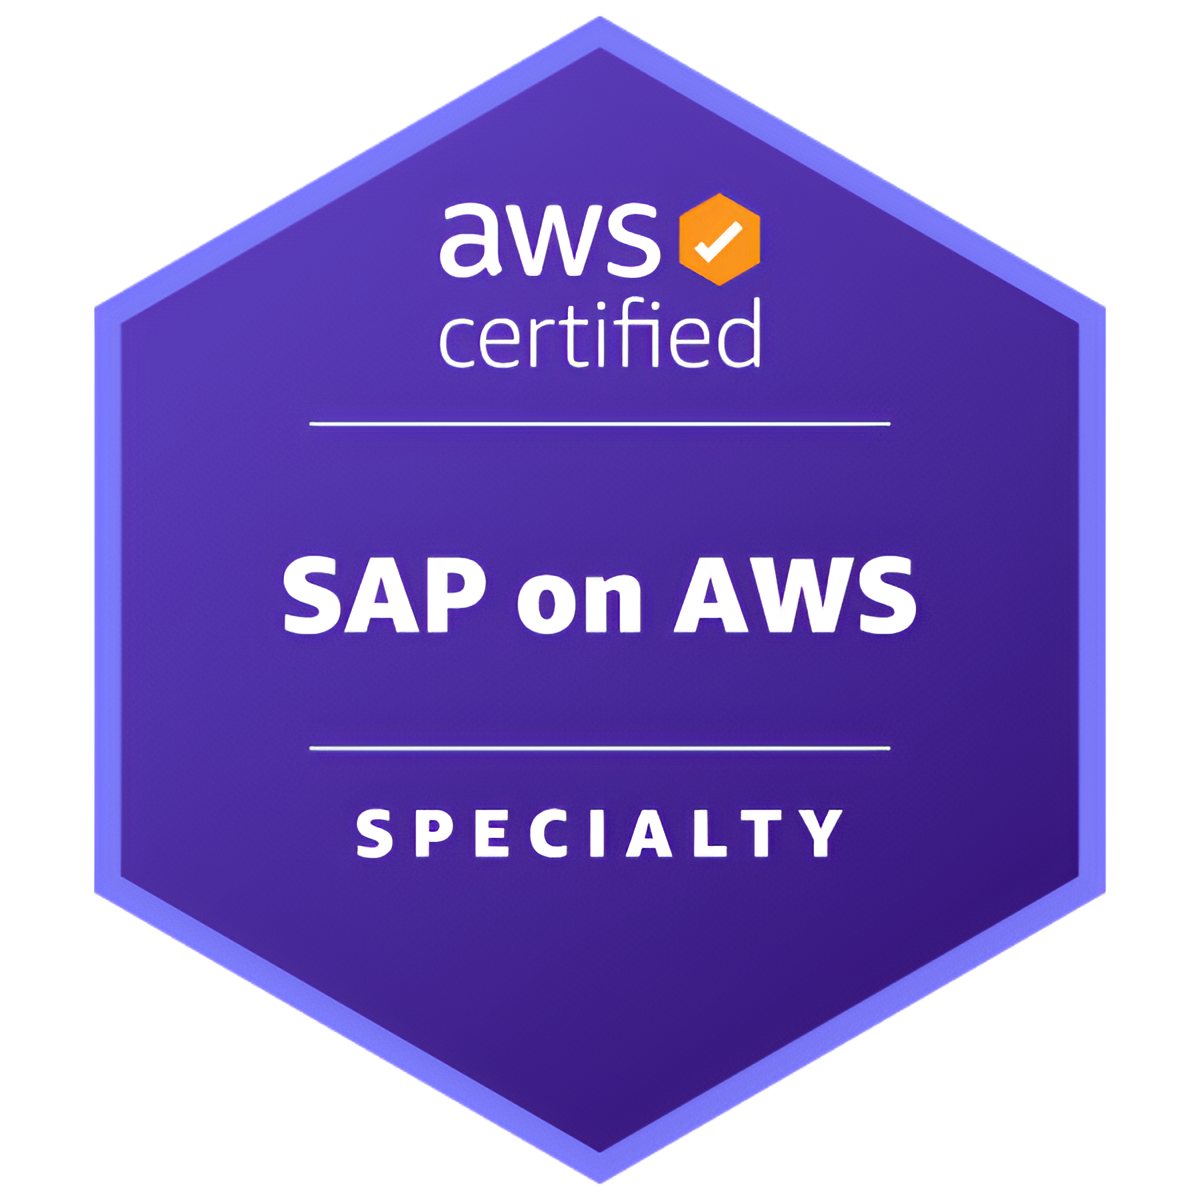 aws
certified
SAP on AWS
SPECIALTY